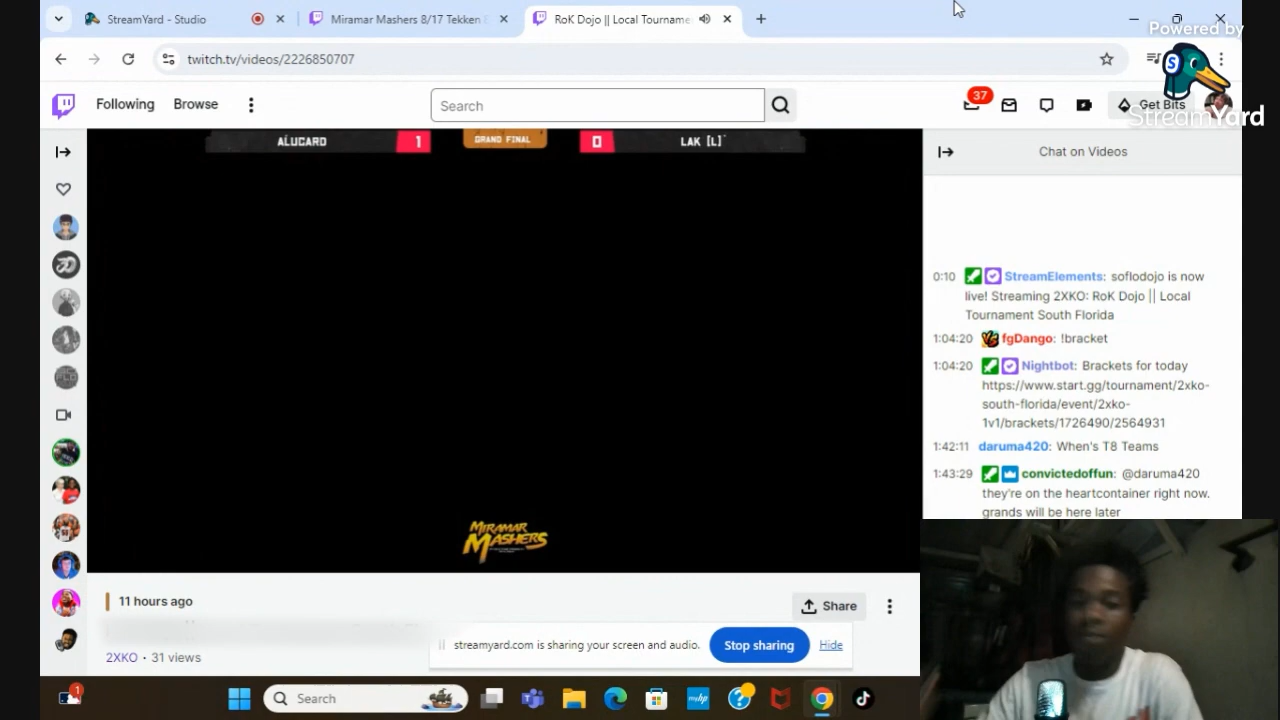 StreamYard - Studio
Miramar Mashers 8/17 Tekken
RoK Dojo || Local Tourname
Powered by
StreamYard
twitch.tv/videos/2226850707
Following
Browse
Search
37
Get Bits
ALUCARD
1
GRAND FINAL
0
LAK [L]
Chat on Videos
0:10 StreamElements: soflodojo is now
live! Streaming 2XKO: RoK Dojo || Local
Tournament South Florida
1:04:20 fgDango: !bracket
1:04:20 Nightbot: Brackets for today
https://www.start.gg/tournament/2xko-
south-florida/event/2xko-
1v1/brackets/1726490/2564931
1:42:11 daruma420: When's T8 Teams
1:43:29 convictedoffun: @daruma420
they're on the heartcontainer right now.
grands will be here later
MIRAMAR
MASHERS
11 hours ago
Share
2XKO • 31 views
streamyard.com is sharing your screen and audio.
Stop sharing
Hide
1
Search